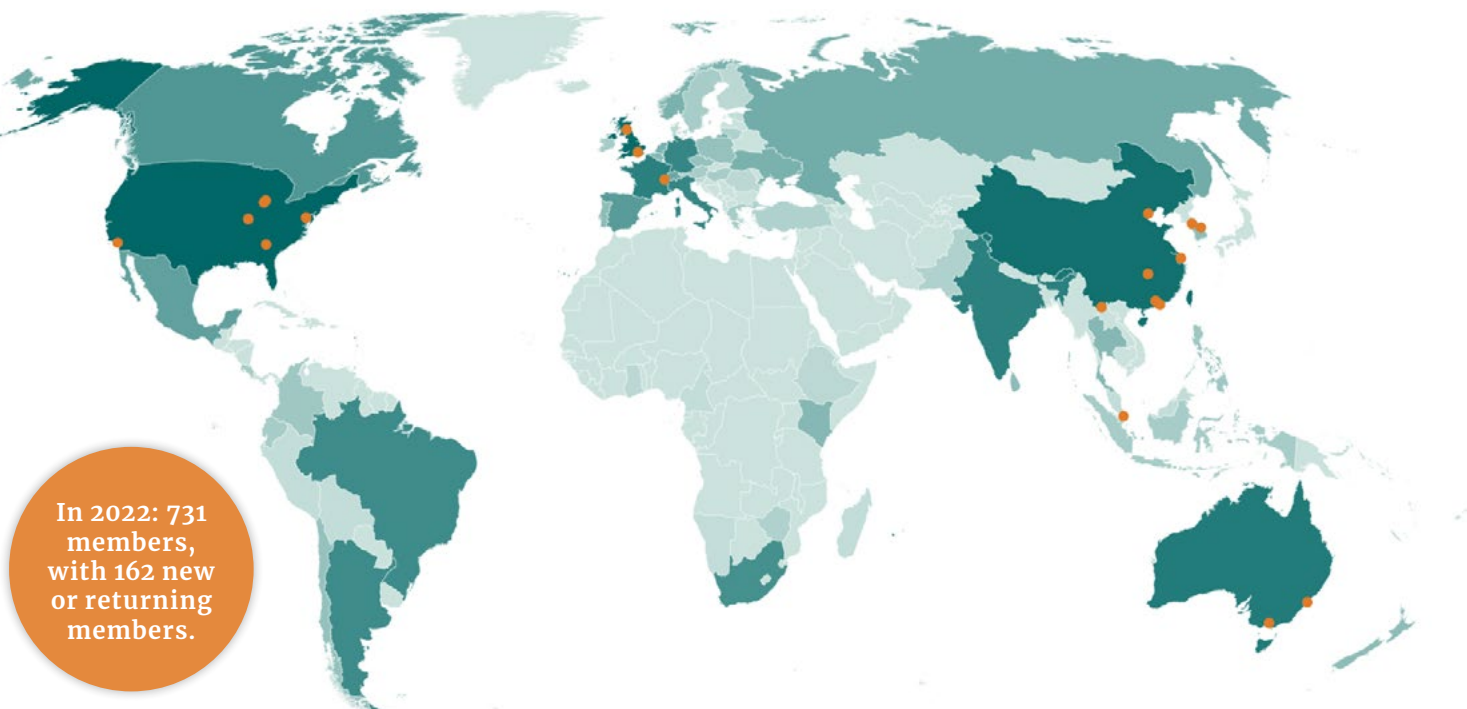 In 2022: 731
members,
with 162 new
or returning
members.